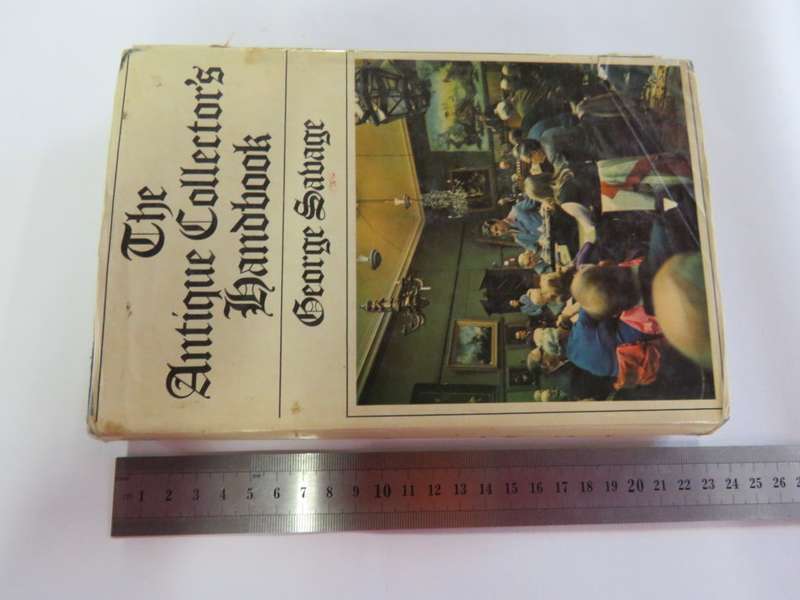 The
Antique Collector's
Handbook
George Savage
cm 1 2 3 4 5 6 7 8 9 10 11 12 13 14 15 16 17 18 19 20 21 22 23 24 25 26